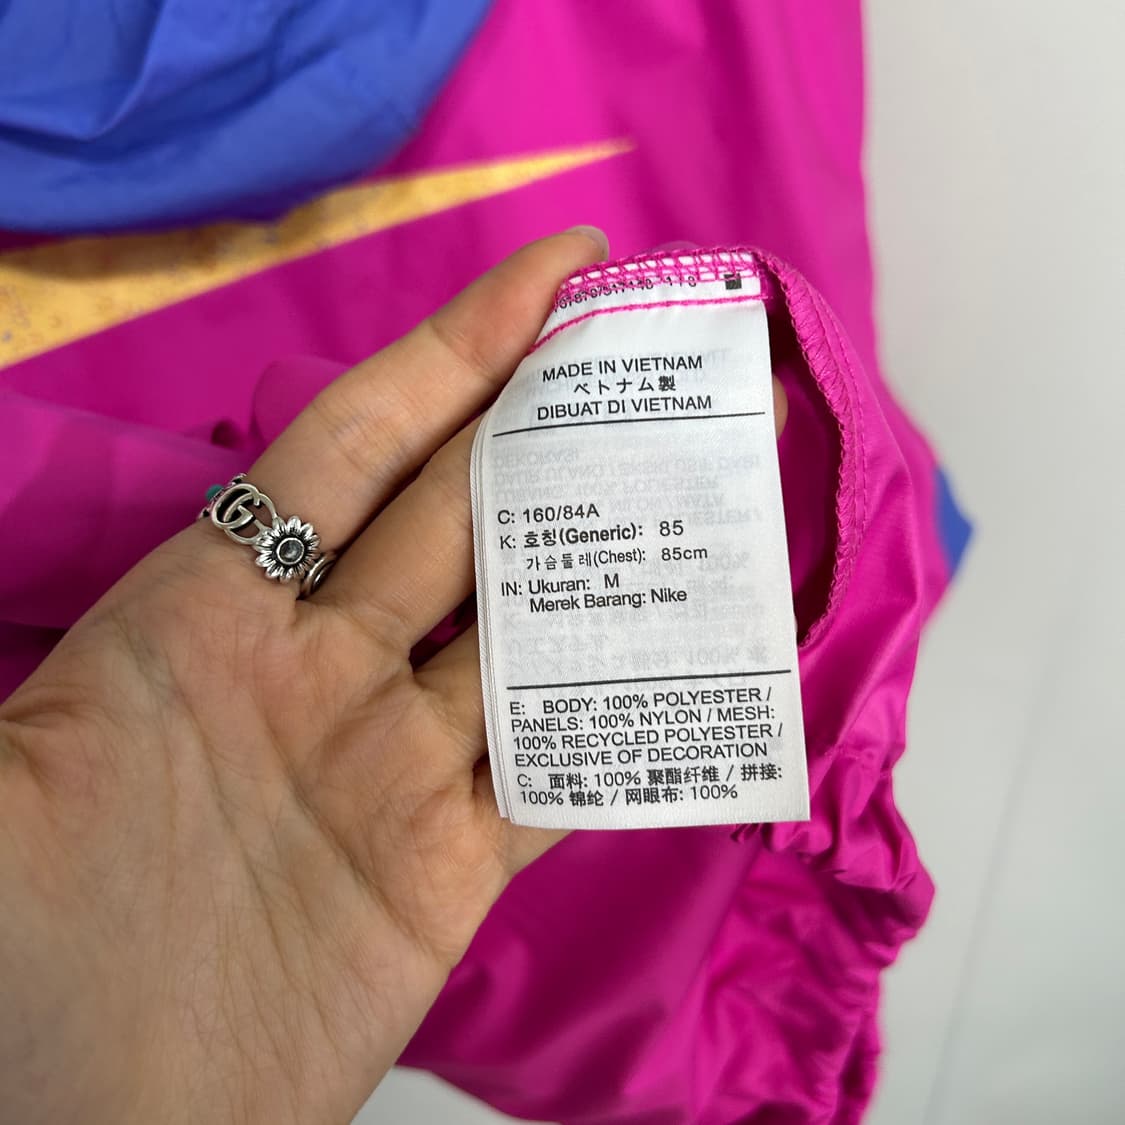 MADE IN VIETNAM
ベトナム製
DIBUAT DI VIETNAM
C: 160/84A
K: 호칭(Generic): 85
가슴둘레(Chest): 85cm
IN: Ukuran: M
Merek Barang: Nike
E: BODY: 100% POLYESTER /
PANELS: 100% NYLON / MESH:
100% RECYCLED POLYESTER /
EXCLUSIVE OF DECORATION
C: 面料: 100% 聚酯纤维 / 拼接:
100% 锦纶 / 网眼布: 100%